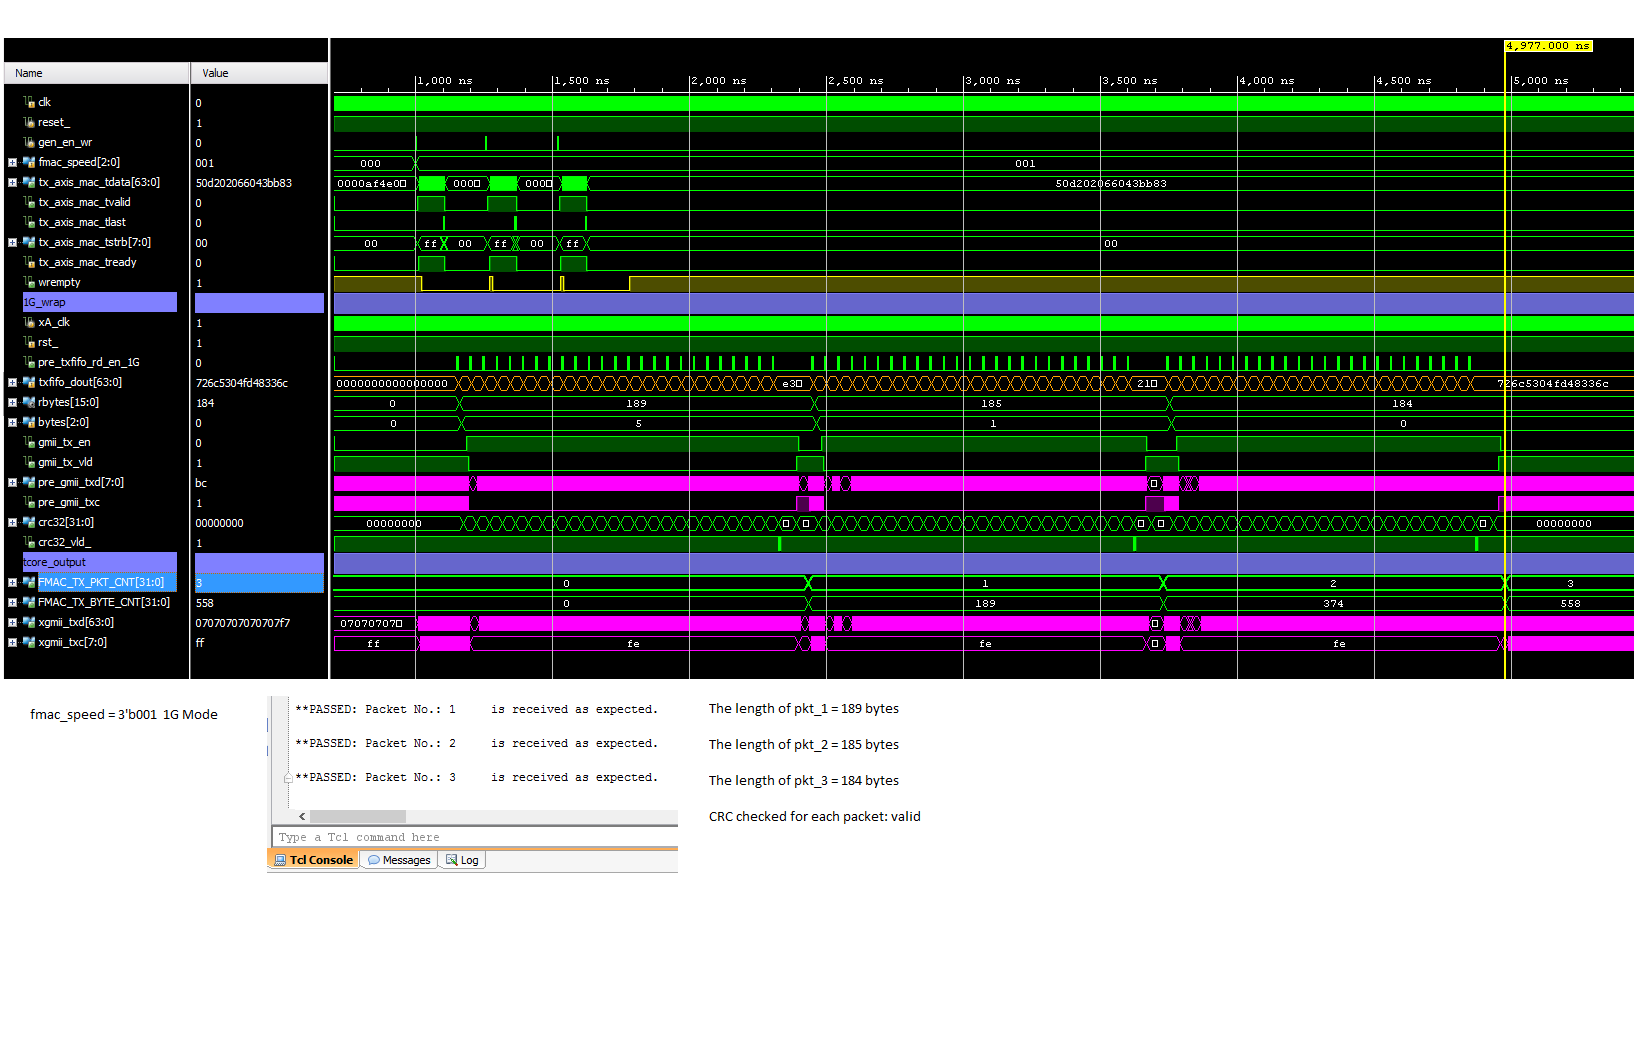 4,977.000 ns
Name Value
1,000 ns 1,500 ns 2,000 ns 2,500 ns 3,000 ns 3,500 ns 4,000 ns 4,500 ns 5,000 ns
clk 0
reset_ 1
gen_en_wr 0
fmac_speed[2:0] 001 000 001
tx_axis_mac_tdata[63:0] 50d202066043bb83 0000af4e0 000 000 50d202066043bb83
tx_axis_mac_tvalid 0
tx_axis_mac_tlast 0
tx_axis_mac_tstrb[7:0] 00 00 ff 00 ff 00 ff 00
tx_axis_mac_tready 0
wrempty 1
1G_wrap
xA_clk 1
rst_ 1
pre_txfifo_rd_en_1G 0
txfifo_dout[63:0] 726c5304fd48336c 0000000000000000 e3 21 726c5304fd48336c
rbytes[15:0] 184 0 189 185 184
bytes[2:0] 0 0 5 1 0
gmii_tx_en 0
gmii_tx_vld 1
pre_gmii_txd[7:0] bc
pre_gmii_txc 1
crc32[31:0] 00000000 00000000 00000000
crc32_vld_ 1
tcore_output
FMAC_TX_PKT_CNT[31:0] 3 0 1 2 3
FMAC_TX_BYTE_CNT[31:0] 558 0 189 374 558
xgmii_txd[63:0] 07070707070707f7 07070707
xgmii_txc[7:0] ff ff fe fe fe
fmac_speed = 3'b001 1G Mode
**PASSED: Packet No.: 1 is received as expected.
**PASSED: Packet No.: 2 is received as expected.
**PASSED: Packet No.: 3 is received as expected.
Type a Tcl command here
Tcl Console Messages Log
The length of pkt_1 = 189 bytes
The length of pkt_2 = 185 bytes
The length of pkt_3 = 184 bytes
CRC checked for each packet: valid